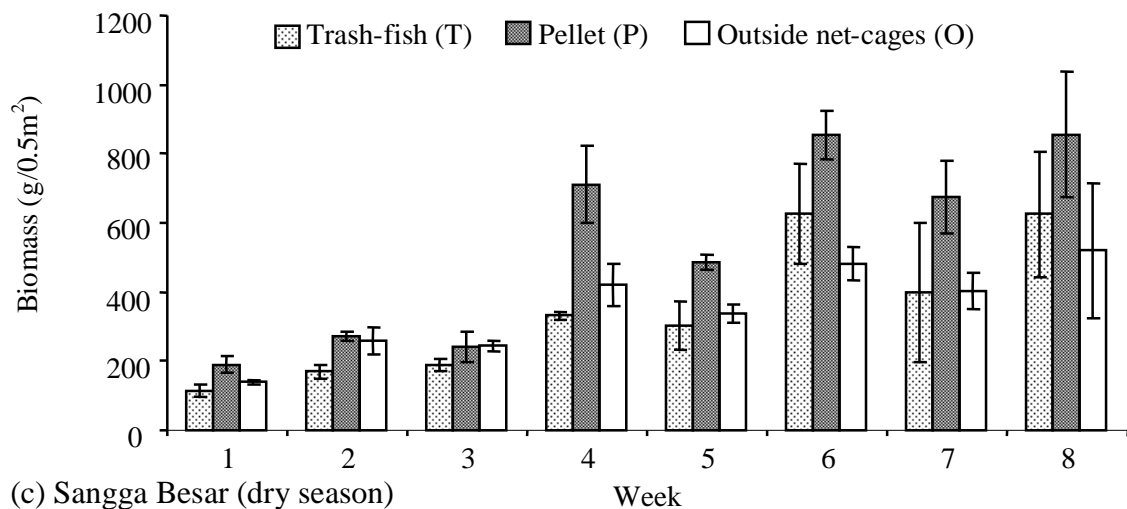 1200
Trash-fish (T) Pellet (P) Outside net-cages (O)
1000
800
600
400
200
0
Biomass (g/0.5m²)
1 2 3 4 5 6 7 8
(c) Sangga Besar (dry season) Week